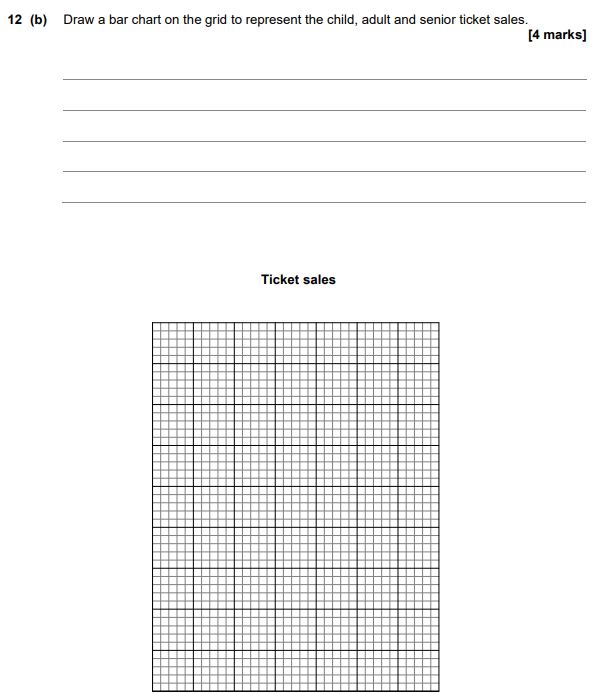 12 (b) Draw a bar chart on the grid to represent the child, adult and senior ticket sales.
[4 marks]
Ticket sales